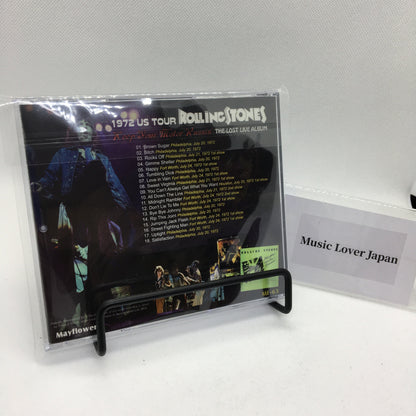 1972 US TOUR ROLLING STONES
Keep Your Motor Runnin' THE LOST LIVE ALBUM
01. Brown Sugar Philadelphia, July 20, 1972
02. Bitch Philadelphia, July 20, 1972
03. Rocks Off Philadelphia, July 21, 1972 1st show
04. Gimme Shelter Philadelphia, July 21, 1972 1st show
05. Happy Fort Worth, July 24, 1972 1st show
06. Tumbling Dice Philadelphia, July 20, 1972
07. Love in Vain Fort Worth, July 24, 1972 1st show
08. Sweet Virginia Philadelphia, July 21, 1972 1st show
09. You Can't Always Get What You Want Houston, July 25, 1972 1st show
10. All Down The Line Philadelphia, July 21, 1972 1st show
11. Midnight Rambler Fort Worth, July 24, 1972 2nd show
12. Don't Lie To Me Fort Worth, July 24, 1972 1st show
13. Bye Bye Johnny Philadelphia, July 20, 1972
14. Rip This Joint Philadelphia, July 20, 1972
15. Jumping Jack Flash Fort Worth, July 24, 1972 1st show
16. Street Fighting Man Fort Worth, July 24, 1972 1st show
17. Uptight Philadelphia, July 20, 1972
18. Satisfaction Philadelphia, July 20, 1972
ROLLING STONES
Mayflower
Music Lover Japan